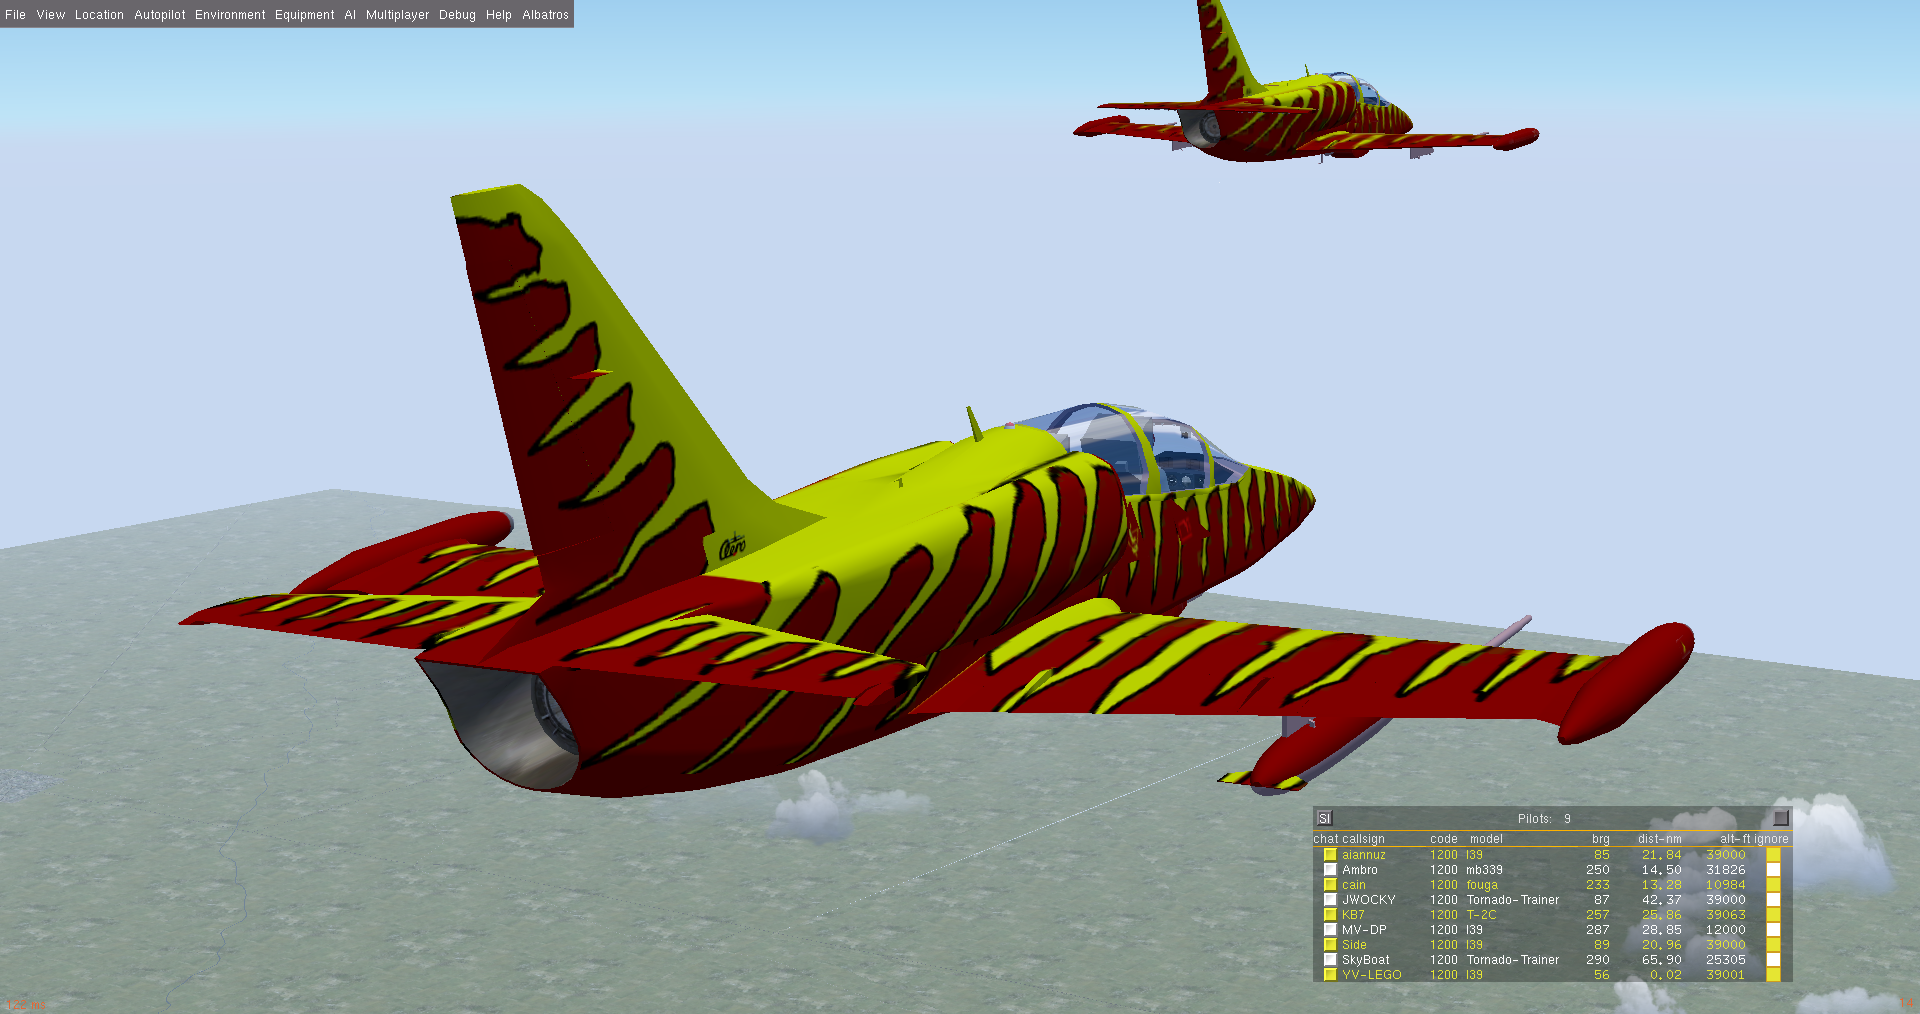 File View Location Autopilot Environment Equipment AI Multiplayer Debug Help Albatros
Aero
SI Pilots: 9
chat callsign code model brg dist-nm alt-ft ignore
aiannuz 1200 l39 85 21.84 39000
Ambro 1200 mb339 250 14.50 31826
cain 1200 fouga 233 13.28 10984
JWOCKY 1200 Tornado-Trainer 87 42.37 39000
KB7 1200 T-2C 257 25.86 39063
MV-DP 1200 l39 287 28.85 12000
Side 1200 l39 89 20.96 39000
SkyBoat 1200 Tornado-Trainer 290 65.90 25305
YV-LEGO 1200 l39 56 0.02 39001